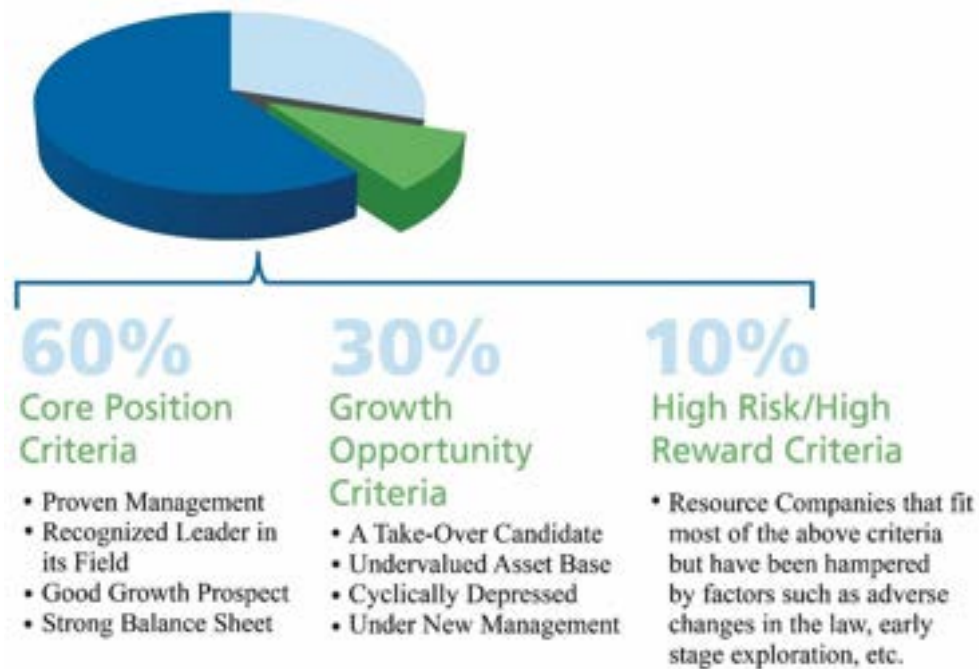 60%
Core Position
Criteria
• Proven Management
• Recognized Leader in
its Field
• Good Growth Prospect
• Strong Balance Sheet
30%
Growth
Opportunity
Criteria
• A Take-Over Candidate
• Undervalued Asset Base
• Cyclically Depressed
• Under New Management
10%
High Risk/High
Reward Criteria
• Resource Companies that fit
most of the above criteria
but have been hampered
by factors such as adverse
changes in the law, early
stage exploration, etc.